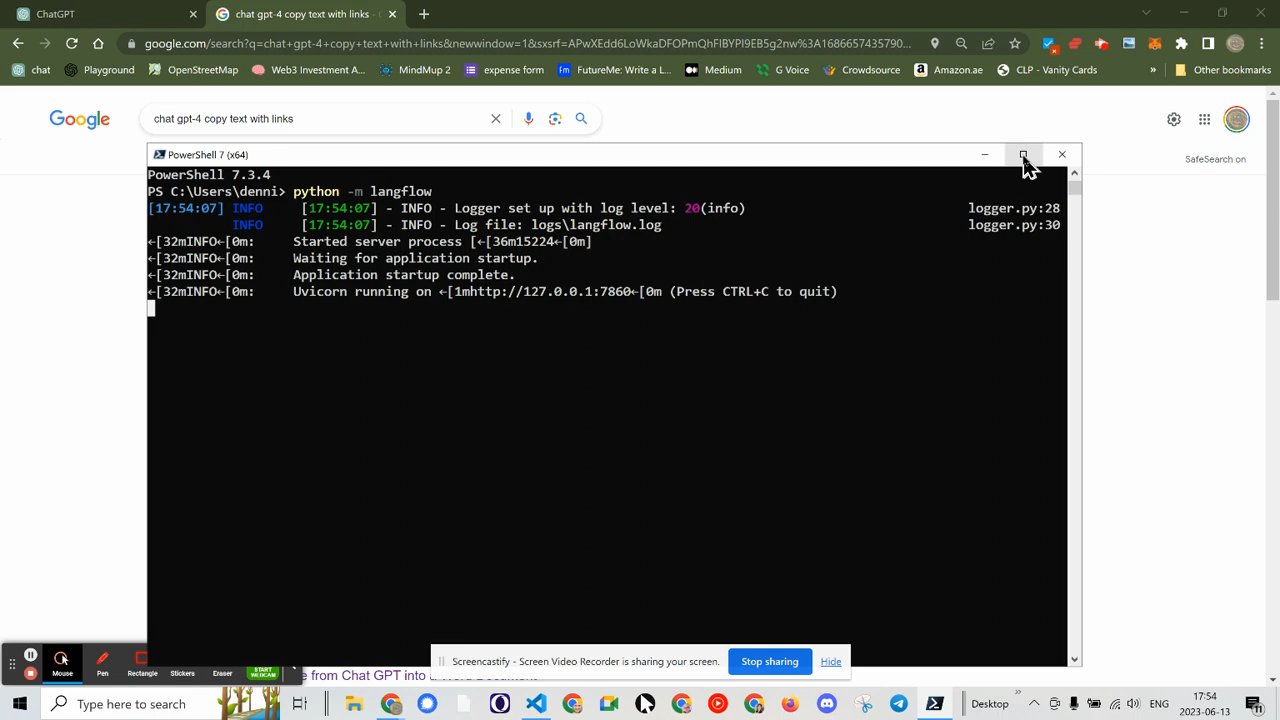 ChatGPT
chat gpt-4 copy text with links -
google.com/search?q=chat+gpt-4+copy+text+with+links&newwindow=1&sxsrf=APwXEdd6LoWkaDFOPmQhFIBYPI9EB5g2nw%3A1686657435790...
chat
Playground
OpenStreetMap
Web3 Investment A...
MindMup 2
expense form
FutureMe: Write a L...
Medium
G Voice
Crowdsource
Amazon.ae
CLP - Vanity Cards
»
Other bookmarks
Google
chat gpt-4 copy text with links
SafeSearch on
PowerShell 7 (x64)
PowerShell 7.3.4
PS C:\Users\denni> python -m langflow
[17:54:07] INFO [17:54:07] - INFO - Logger set up with log level: 20(info) logger.py:28
INFO [17:54:07] - INFO - Log file: logs\langflow.log logger.py:30
←[32mINFO←[0m: Started server process [←[36m15224←[0m]
←[32mINFO←[0m: Waiting for application startup.
←[32mINFO←[0m: Application startup complete.
←[32mINFO←[0m: Uvicorn running on ←[1mhttp://127.0.0.1:7860←[0m (Press CTRL+C to quit)
Mouse
Pen
Rectangle
Stickers
Eraser
START WEBCAM
Screencastify - Screen Video Recorder is sharing your screen.
Stop sharing
Hide
from Chat GPT into a Word Document
Type here to search
Desktop
»
ENG
17:54
2023-06-13